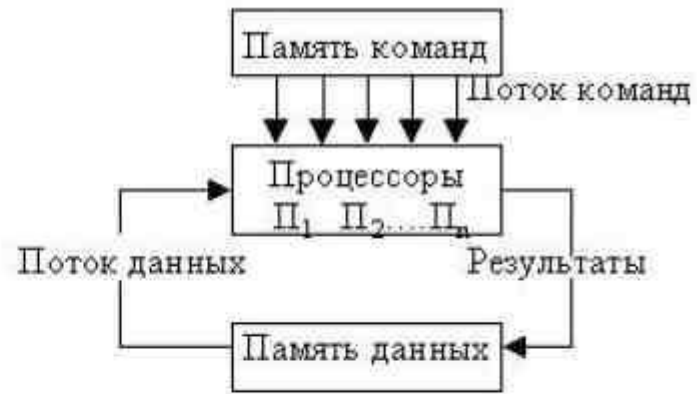 Память команд
Поток команд
Процессоры
П1 П2....Пn
Поток данных
Результаты
Память данных